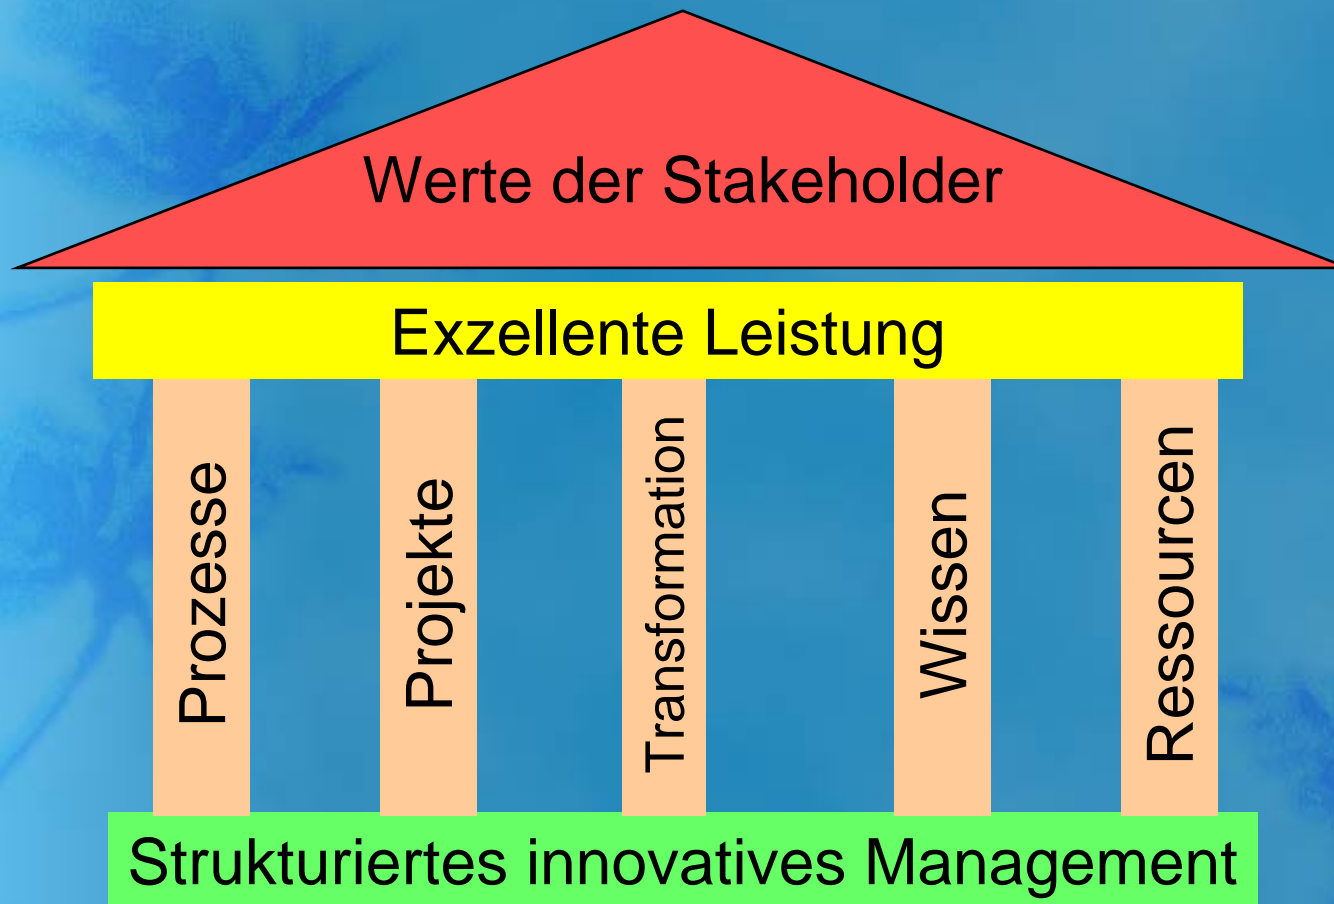 Werte der Stakeholder
Exzellente Leistung
Prozesse
Projekte
Transformation
Wissen
Ressourcen
Strukturiertes innovatives Management